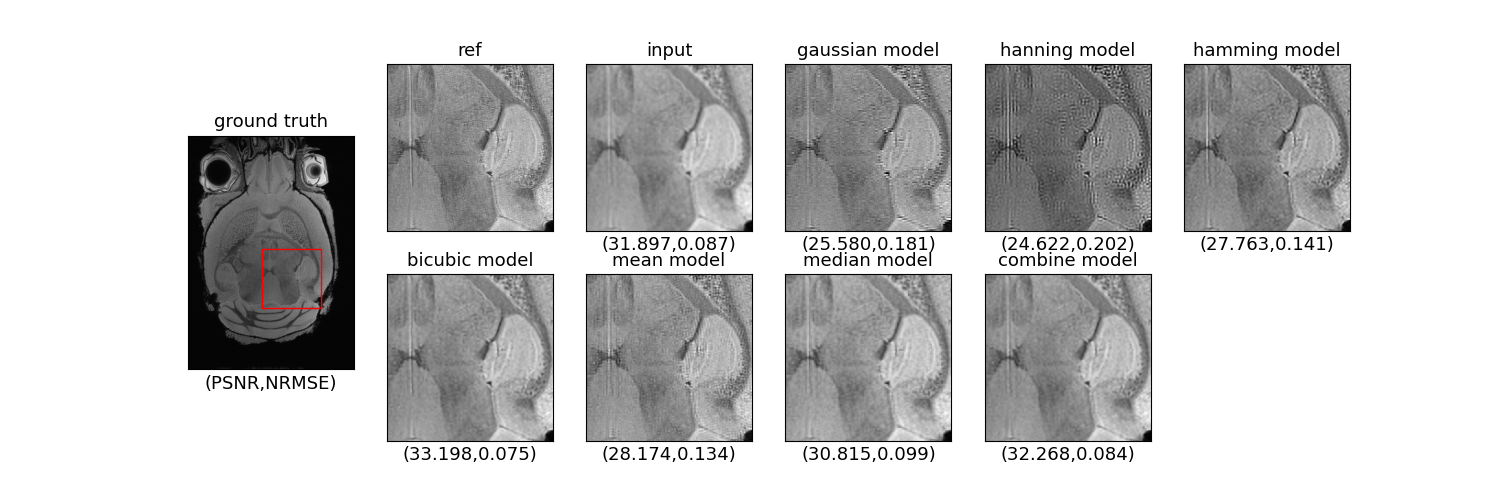 ground truth
(PSNR,NRMSE)
ref
input
gaussian model
hanning model
hamming model
(31.897,0.087)
(25.580,0.181)
(24.622,0.202)
(27.763,0.141)
bicubic model
mean model
median model
combine model
(33.198,0.075)
(28.174,0.134)
(30.815,0.099)
(32.268,0.084)